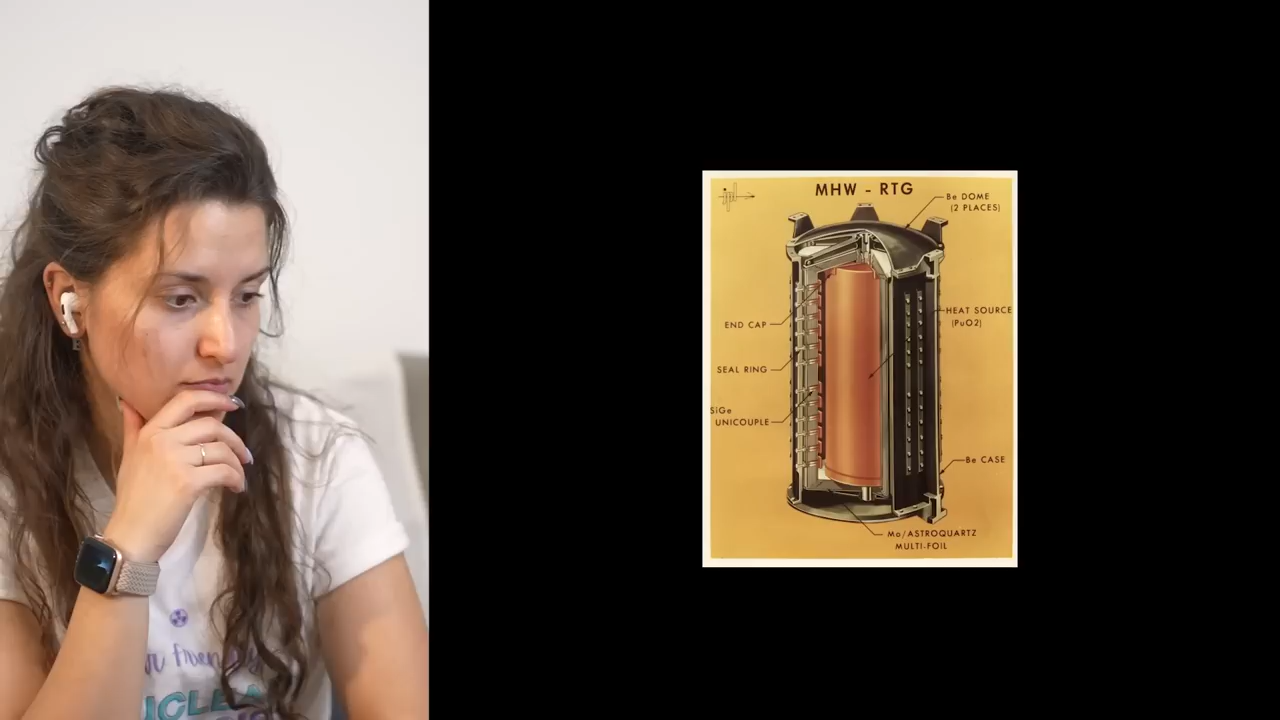 MHW - RTG
Be DOME
(2 PLACES)
HEAT SOURCE
(PuO2)
END CAP
SEAL RING
SiGe
UNICOUPLE
Be CASE
Mo/ASTROQUARTZ
MULTI-FOIL